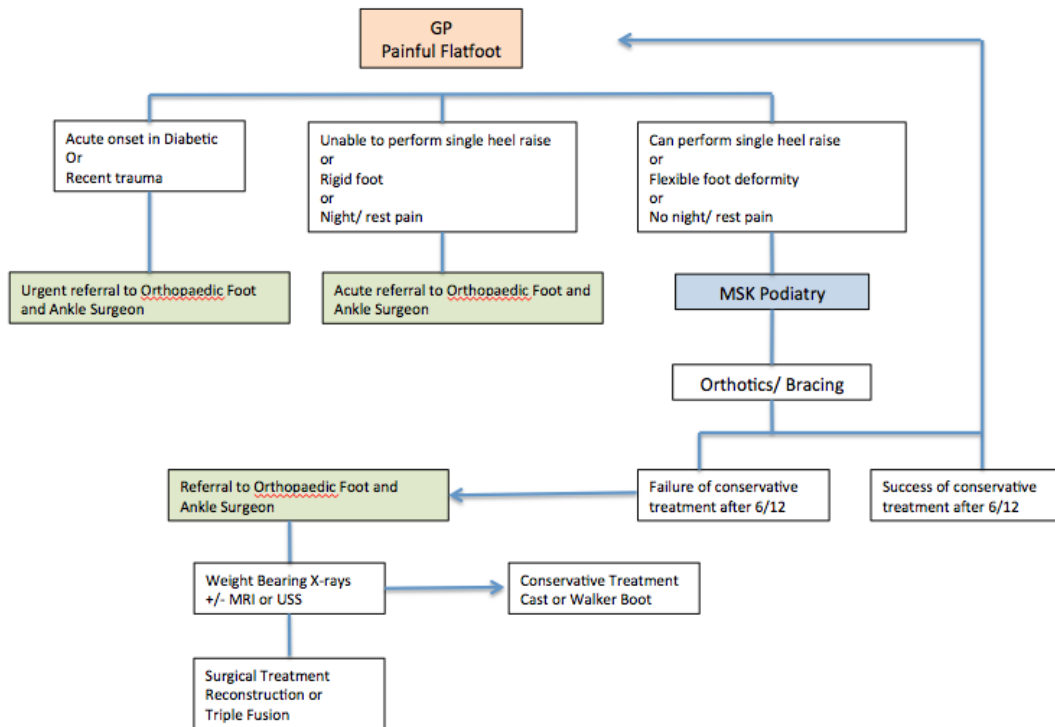 GP
Painful Flatfoot
Acute onset in Diabetic
Or
Recent trauma
Unable to perform single heel raise
or
Rigid foot
or
Night/ rest pain
Can perform single heel raise
or
Flexible foot deformity
or
No night/ rest pain
Urgent referral to Orthopaedic Foot
and Ankle Surgeon
Acute referral to Orthopaedic Foot and
Ankle Surgeon
MSK Podiatry
Orthotics/ Bracing
Referral to Orthopaedic Foot and
Ankle Surgeon
Failure of conservative
treatment after 6/12
Success of conservative
treatment after 6/12
Weight Bearing X-rays
+/- MRI or USS
Conservative Treatment
Cast or Walker Boot
Surgical Treatment
Reconstruction or
Triple Fusion